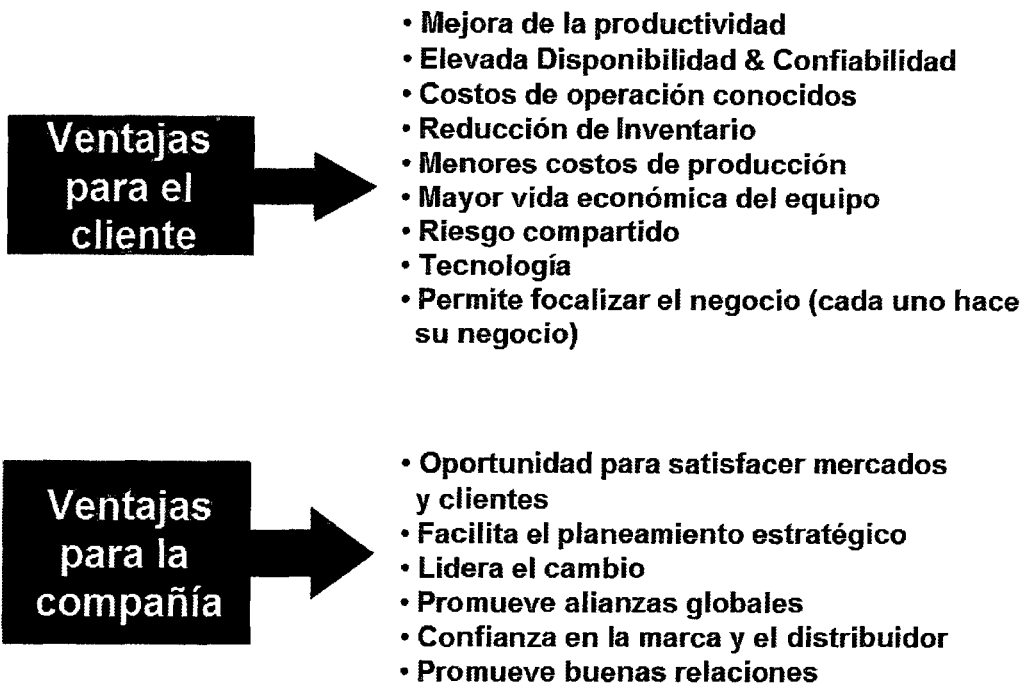 Ventajas
para el
cliente
• Mejora de la productividad
• Elevada Disponibilidad & Confiabilidad
• Costos de operación conocidos
• Reducción de Inventario
• Menores costos de producción
• Mayor vida económica del equipo
• Riesgo compartido
• Tecnología
• Permite focalizar el negocio (cada uno hace
su negocio)
Ventajas
para la
compañía
• Oportunidad para satisfacer mercados
y clientes
• Facilita el planeamiento estratégico
• Lidera el cambio
• Promueve alianzas globales
• Confianza en la marca y el distribuidor
• Promueve buenas relaciones